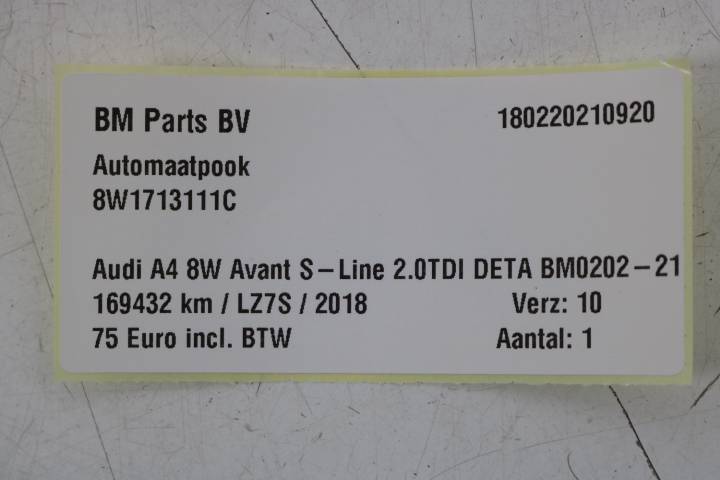 BM Parts BV 180220210920
Automaatpook
8W1713111C
Audi A4 8W Avant S-Line 2.0TDI DETA BM0202-21
169432 km / LZ7S / 2018 Verz: 10
75 Euro incl. BTW Aantal: 1